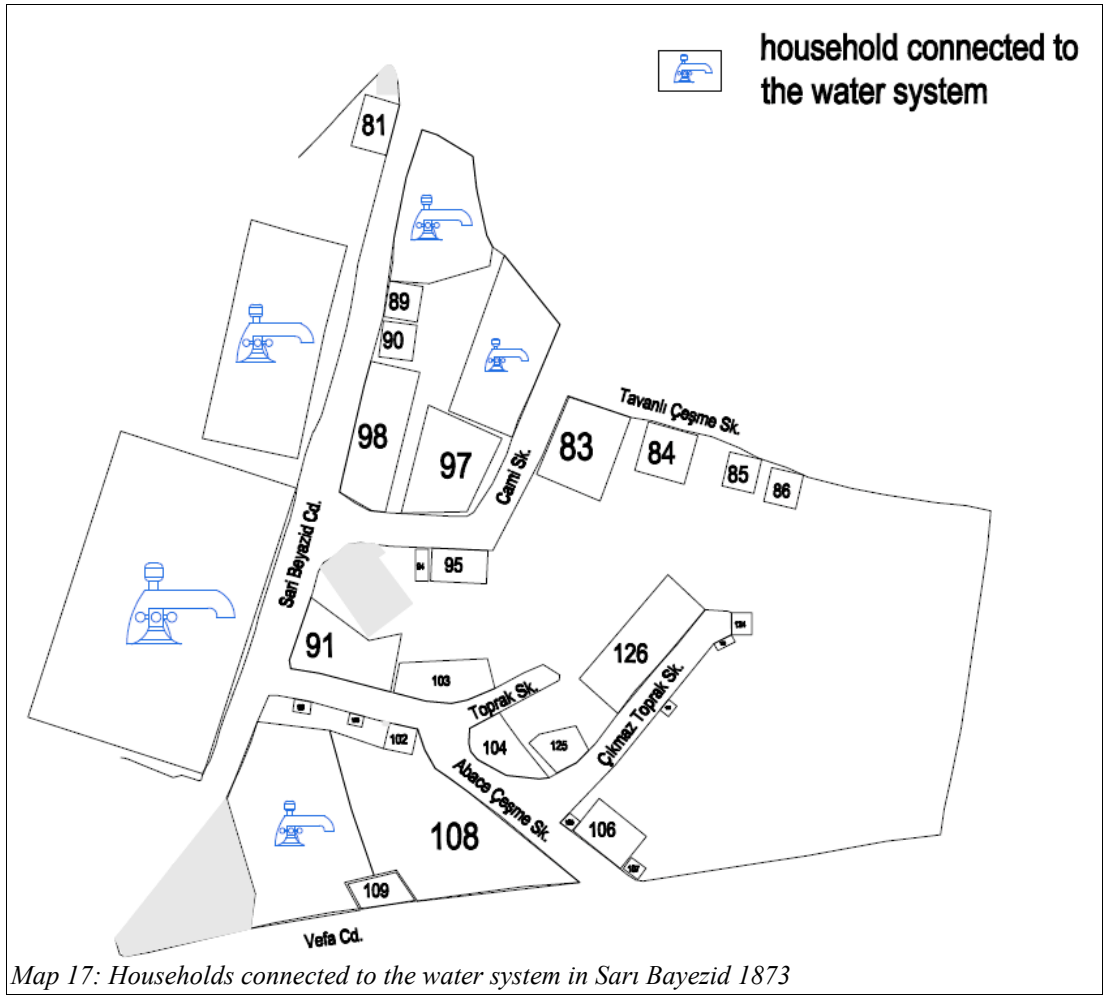 household connected to
the water system
81
89
90
98
97
Cami Sk.
Tavanlı Çeşme Sk.
83
84
85
86
Sari Beyazid Cd.
95
91
103
Toprak Sk.
126
Çıkmaz Toprak Sk.
102
104
125
Abace Çeşme Sk.
106
108
109
Vefa Cd.
Map 17: Households connected to the water system in Sarı Bayezid 1873